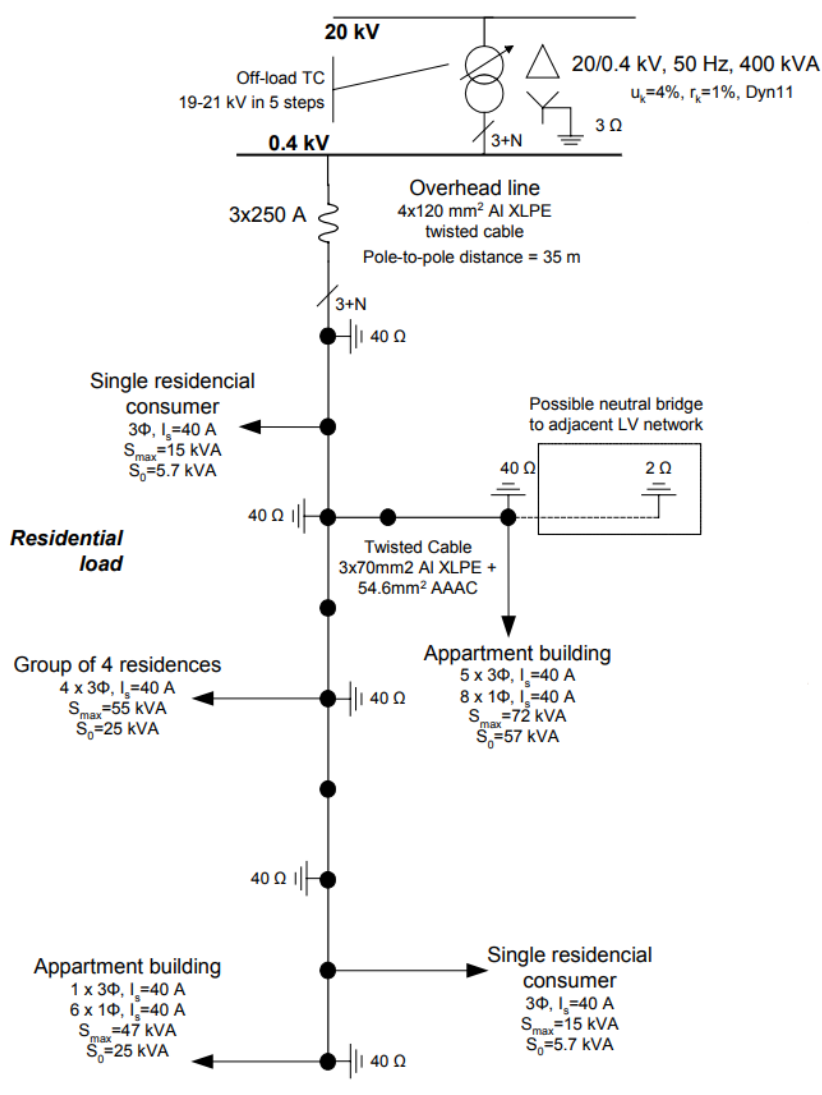 20 kV
Off-load TC
19-21 kV in 5 steps
20/0.4 kV, 50 Hz, 400 kVA
uk=4%, rk=1%, Dyn11
3 Ω
3+N
0.4 kV
3x250 A
Overhead line
4x120 mm² Al XLPE
twisted cable
Pole-to-pole distance = 35 m
3+N
40 Ω
Single residencial
consumer
3Φ, Is=40 A
Smax=15 kVA
S0=5.7 kVA
Possible neutral bridge
to adjacent LV network
40 Ω
2 Ω
40 Ω
Residential
load
Twisted Cable
3x70mm2 Al XLPE +
54.6mm² AAAC
Appartment building
5 x 3Φ, Is=40 A
8 x 1Φ, Is=40 A
Smax=72 kVA
S0=57 kVA
Group of 4 residences
4 x 3Φ, Is=40 A
Smax=55 kVA
S0=25 kVA
40 Ω
40 Ω
Single residencial
consumer
3Φ, Is=40 A
Smax=15 kVA
S0=5.7 kVA
Appartment building
1 x 3Φ, Is=40 A
6 x 1Φ, Is=40 A
Smax=47 kVA
S0=25 kVA
40 Ω